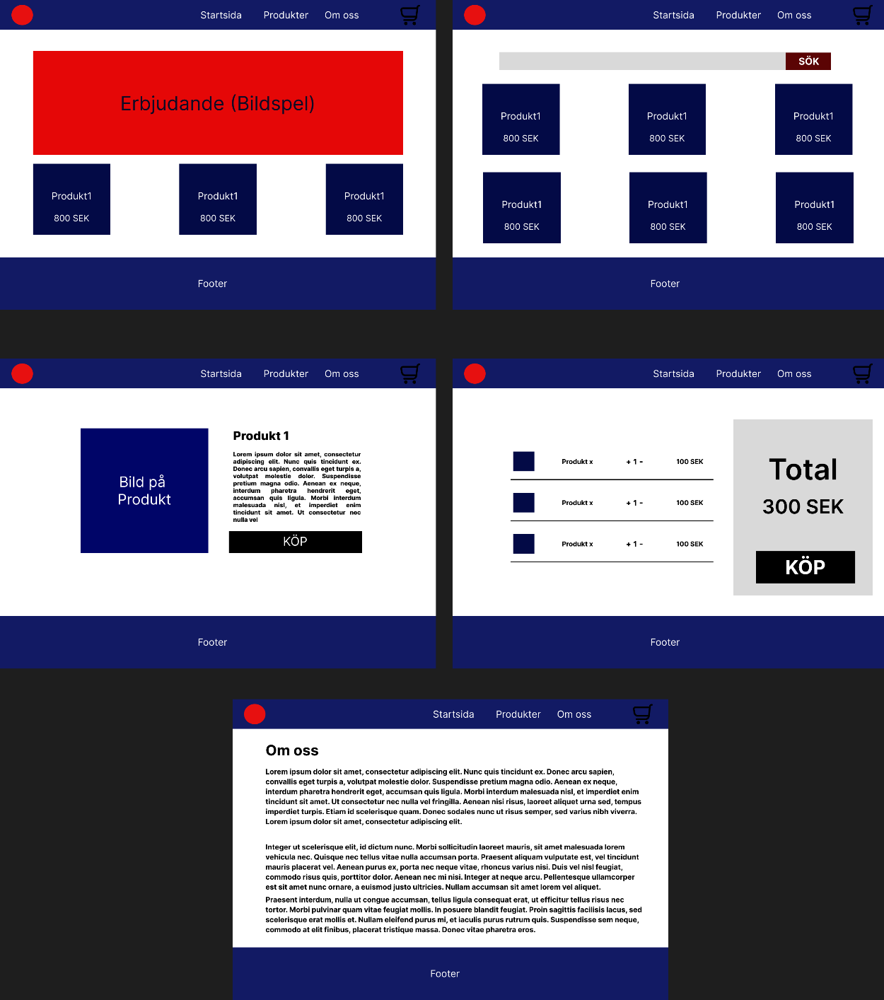 Startsida Produkter Om oss
Erbjudande (Bildspel)
Produkt1 Produkt1 Produkt1
800 SEK 800 SEK 800 SEK
Footer
Startsida Produkter Om oss
SÖK
Produkt1 Produkt1 Produkt1
800 SEK 800 SEK 800 SEK
Produkt1 Produkt1 Produkt1
800 SEK 800 SEK 800 SEK
Footer
Startsida Produkter Om oss
Bild på
Produkt
Produkt 1
Lorem ipsum dolor sit amet, consectetur
adipiscing elit. Nunc quis tincidunt ex.
Donec arcu sapien, convallis eget turpis a,
volutpat molestie dolor. Suspendisse
pretium magna odio. Aenean ex neque,
interdum pharetra hendrerit eget,
accumsan quis ligula. Morbi interdum
malesuada nisl, et imperdiet enim
tincidunt sit amet. Ut consectetur nec
nulla vel
KÖP
Footer
Startsida Produkter Om oss
Produkt x + 1 - 100 SEK
Produkt x + 1 - 100 SEK
Produkt x + 1 - 100 SEK
Total
300 SEK
KÖP
Footer
Startsida Produkter Om oss
Om oss
Lorem ipsum dolor sit amet, consectetur adipiscing elit. Nunc quis tincidunt ex. Donec arcu sapien,
convallis eget turpis a, volutpat molestie dolor. Suspendisse pretium magna odio. Aenean ex neque,
interdum pharetra hendrerit eget, accumsan quis ligula. Morbi interdum malesuada nisl, et imperdiet enim
tincidunt sit amet. Ut consectetur nec nulla vel fringilla. Aenean nisi risus, laoreet aliquet urna sed, tempus
imperdiet turpis. Etiam id scelerisque quam. Donec sodales nunc ut risus semper, sed varius nibh viverra.
Lorem ipsum dolor sit amet, consectetur adipiscing elit.
Integer ut scelerisque elit, id dictum nunc. Morbi sollicitudin laoreet mauris, sit amet malesuada lorem
vehicula nec. Quisque nec tellus vitae nulla accumsan porta. Praesent aliquam vulputate est, vel tincidunt
mauris placerat vel. Aenean purus ex, porta nec neque vitae, rhoncus varius nisi. Duis vel nisl feugiat,
commodo risus quis, porttitor dolor. Aenean nec mi nisi. Integer at neque arcu. Pellentesque ullamcorper
est sit amet nunc ornare, a euismod justo ultricies. Nullam accumsan sit amet lorem vel aliquet.
Praesent interdum, nulla ut congue accumsan, tellus ligula consequat erat, ut efficitur tellus risus nec
tortor. Morbi pulvinar quam vitae feugiat mollis. In posuere blandit feugiat. Proin sagittis facilisis lacus, sed
scelerisque erat mollis et. Nullam eleifend purus mi, et iaculis purus rutrum quis. Suspendisse sem neque,
commodo at elit finibus, placerat tristique massa. Donec vitae pharetra eros.
Footer